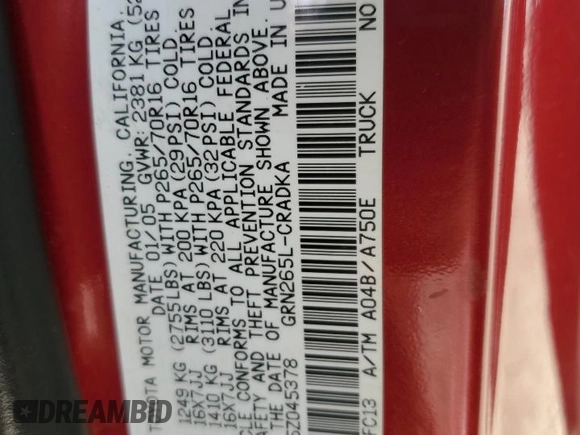 TOYOTA MOTOR MANUFACTURING, CALIFORNIA,
DATE 01/05 GVWR: 2381 KG
1249 KG (2755LBS) WITH P265/70R16 TIRES
16X7JJ RIMS AT 200 KPA (29PSI) COLD.
1410 KG (3110 LBS) WITH P265/70R16 TIRES
16X7JJ RIMS AT 220 KPA (32PSI) COLD
CLE CONFORMS TO ALL APPLICABLE FEDERAL
AFETY AND THEFT PREVENTION STANDARDS IN
THE DATE OF MANUFACTURE SHOWN ABOVE.
5Z045378 MADE IN U
GRN265L-CRADKA
FC13 A/TM A04B/A750E TRUCK NO
DREAMBID